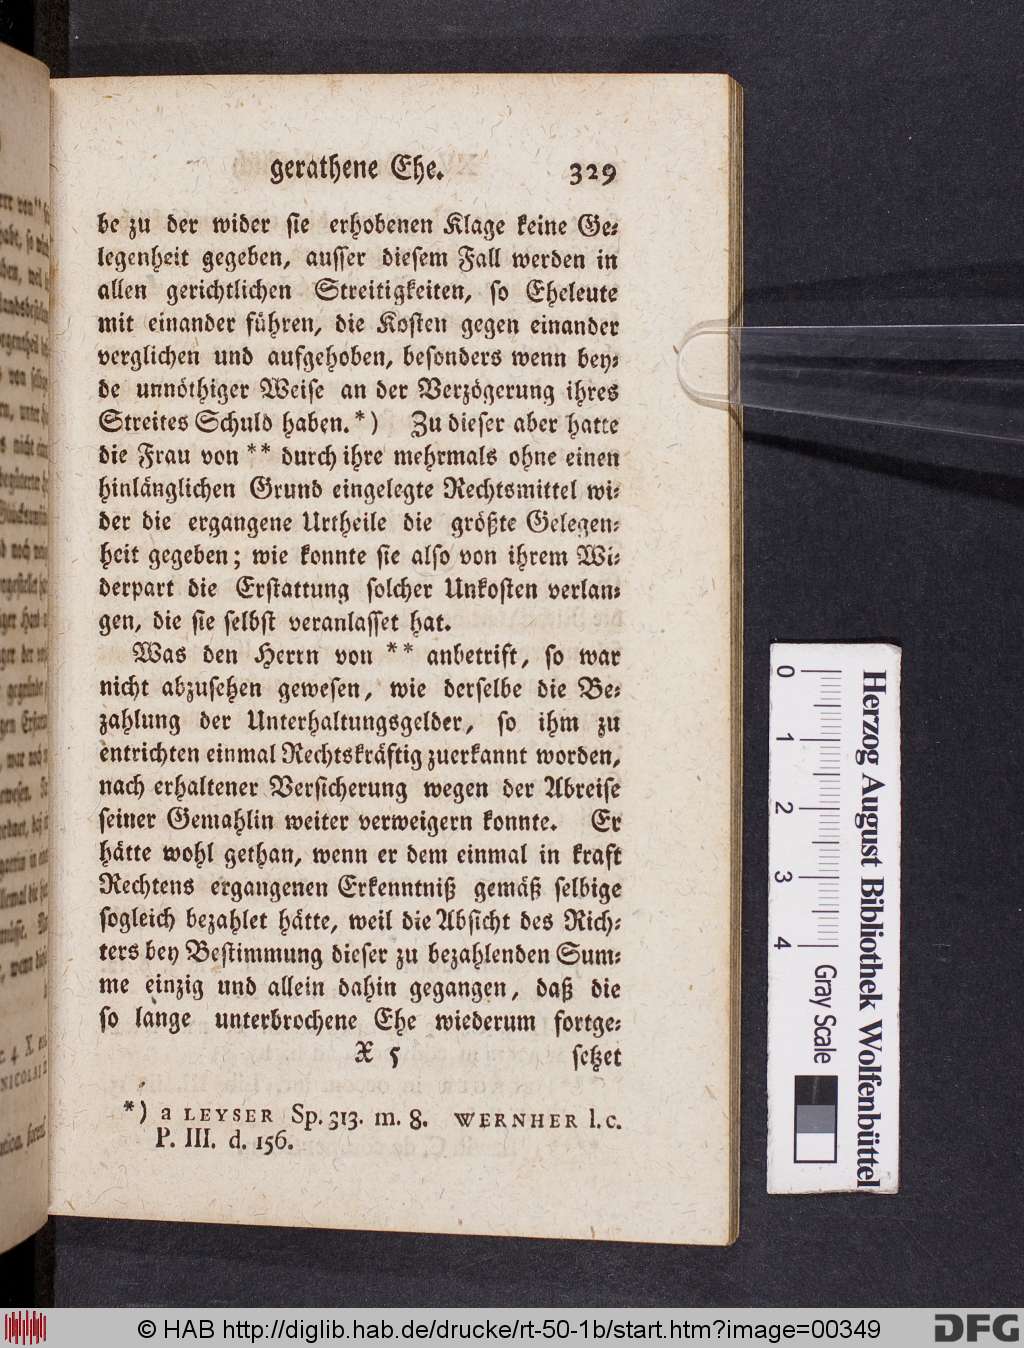 gerathene Ehe. 329
be zu der wider sie erhobenen Klage keine Ge-
legenheit gegeben, ausser diesem Fall werden in
allen gerichtlichen Streitigkeiten, so Eheleute
mit einander führen, die Kosten gegen einander
verglichen und aufgehoben, besonders wenn bey-
de unnöthiger Weise an der Verzögerung ihres
Streites Schuld haben. *) Zu dieser aber hatte
die Frau von ** durch ihre mehrmals ohne einen
hinlänglichen Grund eingelegte Rechtsmittel wi-
der die ergangene Urtheile die größte Gelegen-
heit gegeben; wie konnte sie also von ihrem Wi-
derpart die Erstattung solcher Unkosten verlan-
gen, die sie selbst veranlasset hat.
Was den Herrn von ** anbetrift, so war
nicht abzusehen gewesen, wie derselbe die Be-
zahlung der Unterhaltungsgelder, so ihm zu
entrichten einmal Rechtskräftig zuerkannt worden,
nach erhaltener Versicherung wegen der Abreise
seiner Gemahlin weiter verweigern konnte. Er
hätte wohl gethan, wenn er dem einmal in kraft
Rechtens ergangenen Erkenntniß gemäß selbige
sogleich bezahlet hätte, weil die Absicht des Rich-
ters bey Bestimmung dieser zu bezahlenden Sum-
me einzig und allein dahin gegangen, daß die
so lange unterbrochene Ehe wiederum fortge-
X 5 setzet
*) a LEYSER Sp. 313. m. 8. WERNHER l. c.
P. III. d. 156.
0 1 2 3 4 Gray Scale
Herzog August Bibliothek Wolfenbüttel
© HAB http://diglib.hab.de/drucke/rt-50-1b/start.htm?image=00349
DFG